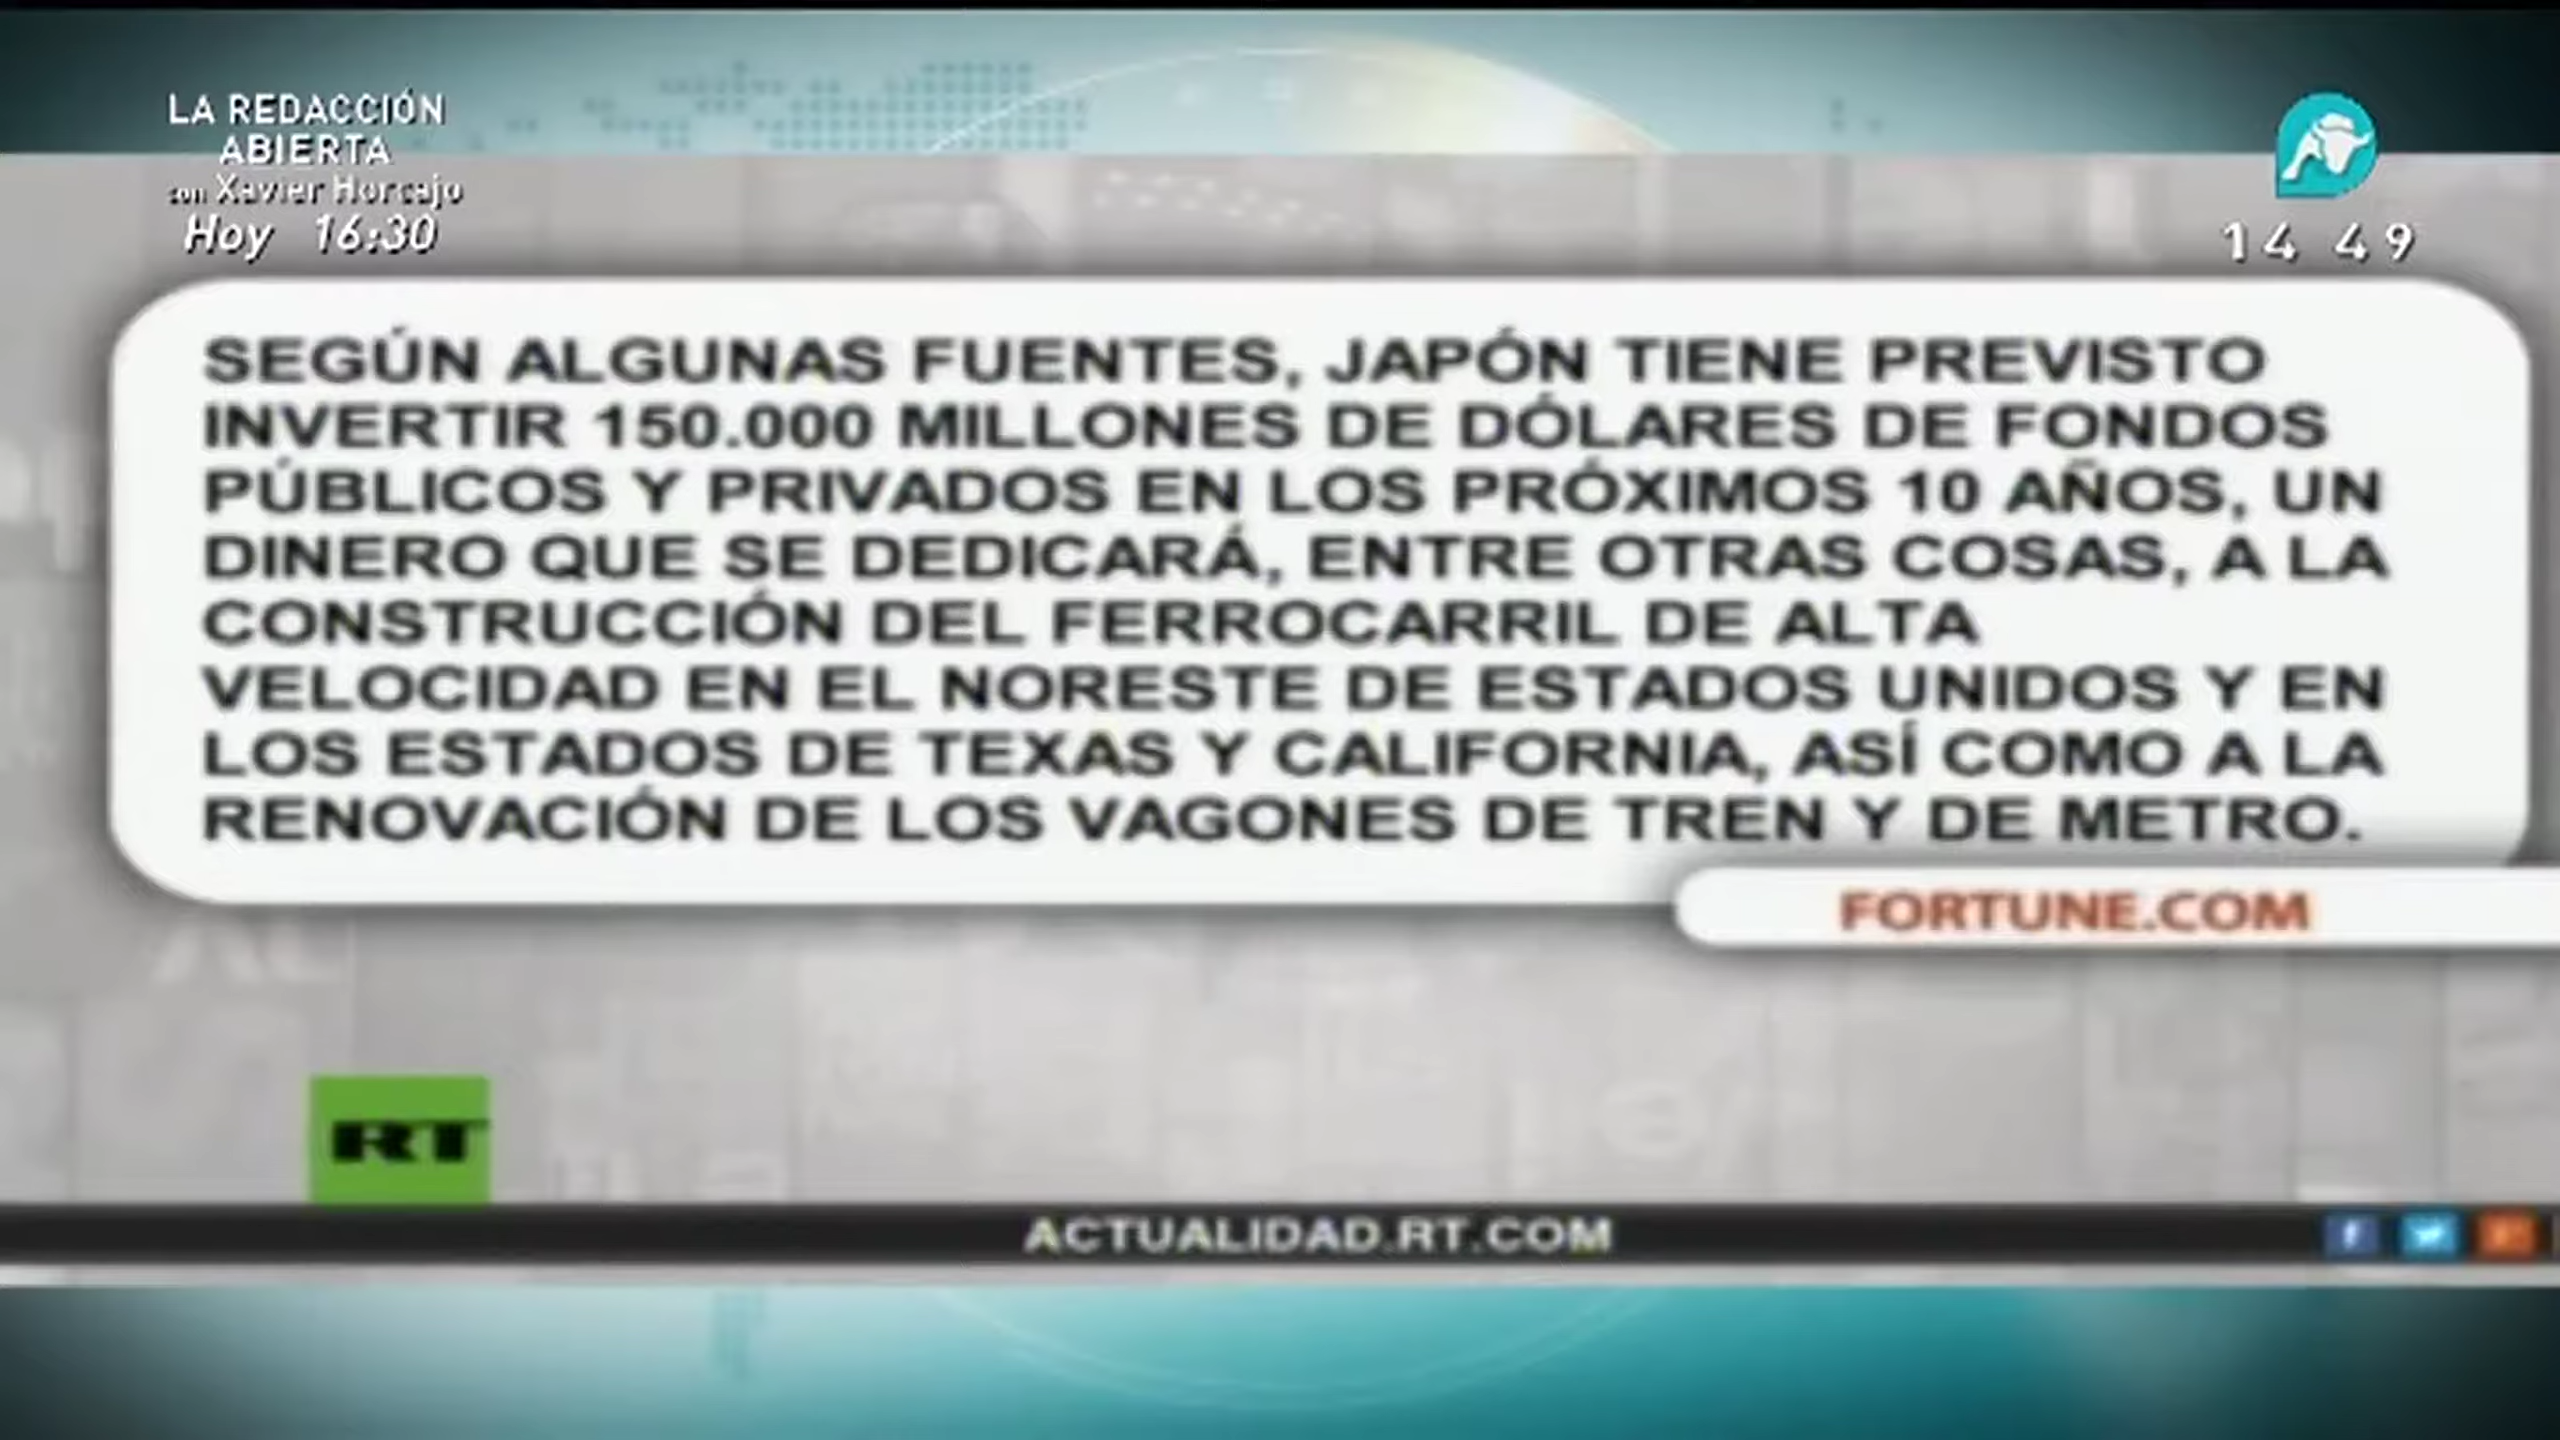 LA REDACCIÓN
ABIERTA
con Xavier Horcajo
Hoy 16:30
14 49
SEGÚN ALGUNAS FUENTES, JAPÓN TIENE PREVISTO
INVERTIR 150.000 MILLONES DE DÓLARES DE FONDOS
PÚBLICOS Y PRIVADOS EN LOS PRÓXIMOS 10 AÑOS, UN
DINERO QUE SE DEDICARÁ, ENTRE OTRAS COSAS, A LA
CONSTRUCCIÓN DEL FERROCARRIL DE ALTA
VELOCIDAD EN EL NORESTE DE ESTADOS UNIDOS Y EN
LOS ESTADOS DE TEXAS Y CALIFORNIA, ASÍ COMO A LA
RENOVACIÓN DE LOS VAGONES DE TREN Y DE METRO.
FORTUNE.COM
RT
ACTUALIDAD.RT.COM